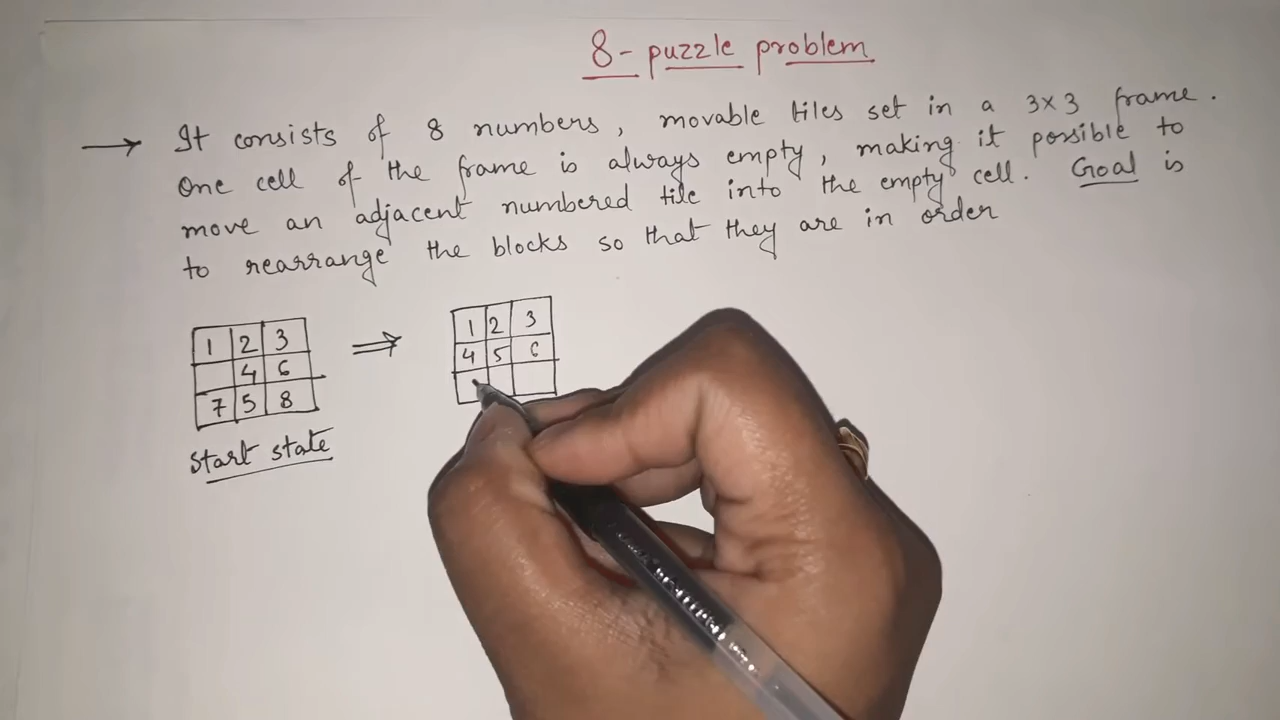 8-puzzle problem
→ It consists of 8 numbers, movable tiles set in a 3×3 frame.
One cell of the frame is always empty, making it possible to
move an adjacent numbered tile into the empty cell. Goal is
to rearrange the blocks so that they are in order
1 2 3
4 6
7 5 8
Start state
⇒
1 2 3
4 5 6